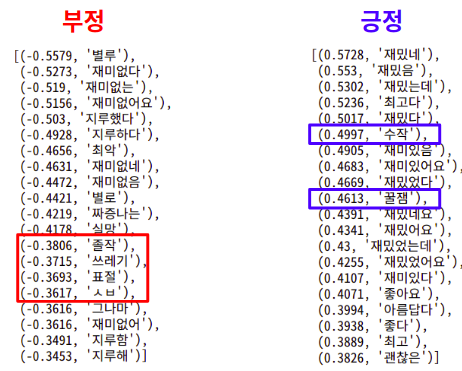 부정
[(-0.5579, '별루'),
(-0.5273, '재미없다'),
(-0.519, '재미없는'),
(-0.5156, '재미없어요'),
(-0.503, '지루했다'),
(-0.4928, '지루하다'),
(-0.4656, '최악'),
(-0.4631, '재미없네'),
(-0.4472, '재미없음'),
(-0.4421, '별로'),
(-0.4219, '짜증나는'),
(-0.4178, '실망'),
(-0.3806, '졸작'),
(-0.3715, '쓰레기'),
(-0.3693, '표절'),
(-0.3617, 'ㅅㅂ'),
(-0.3616, '그나마'),
(-0.3616, '재미없어'),
(-0.3491, '지루함'),
(-0.3453, '지루해')]
긍정
[(0.5728, '재밌네'),
(0.553, '재밌음'),
(0.5302, '재밌는데'),
(0.5236, '최고다'),
(0.5017, '재밌다'),
(0.4997, '수작'),
(0.4905, '재미있음'),
(0.4683, '재미있어요'),
(0.4669, '재밌었다'),
(0.4613, '꿀잼'),
(0.4391, '재밌네요'),
(0.4341, '재밌어요'),
(0.43, '재밌었는데'),
(0.4255, '재밌었어요'),
(0.4107, '재미있다'),
(0.4071, '좋아요'),
(0.3994, '아름답다'),
(0.3938, '좋다'),
(0.3889, '최고'),
(0.3826, '괜찮은')]